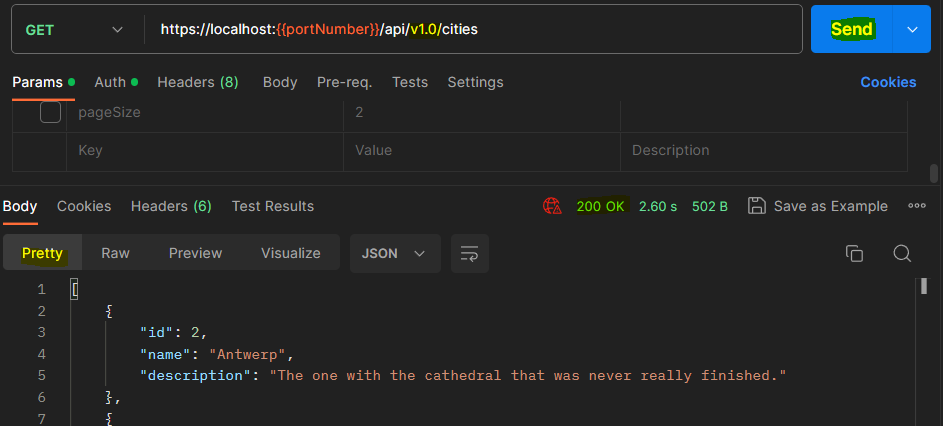 GET https://localhost:{{portNumber}}/api/v1.0/cities Send
Params Auth Headers (8) Body Pre-req. Tests Settings Cookies
pageSize 2
Key Value Description
Body Cookies Headers (6) Test Results 200 OK 2.60 s 502 B Save as Example
Pretty Raw Preview Visualize JSON
1 [
2 {
3 "id": 2,
4 "name": "Antwerp",
5 "description": "The one with the cathedral that was never really finished."
6 },
7 {